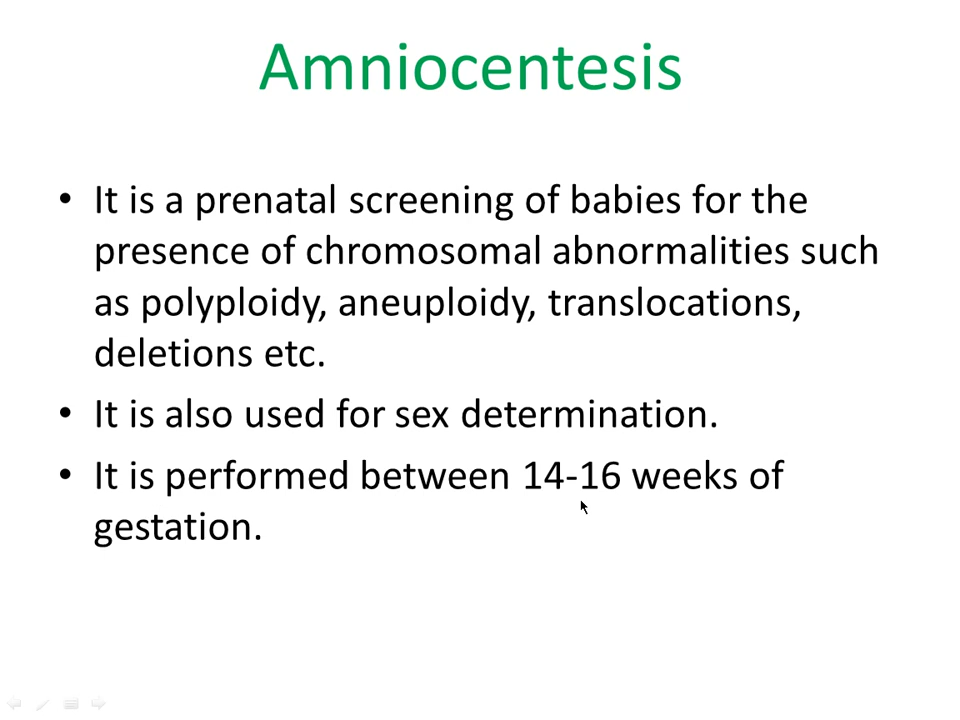 Amniocentesis
• It is a prenatal screening of babies for the
presence of chromosomal abnormalities such
as polyploidy, aneuploidy, translocations,
deletions etc.
• It is also used for sex determination.
• It is performed between 14-16 weeks of
gestation.